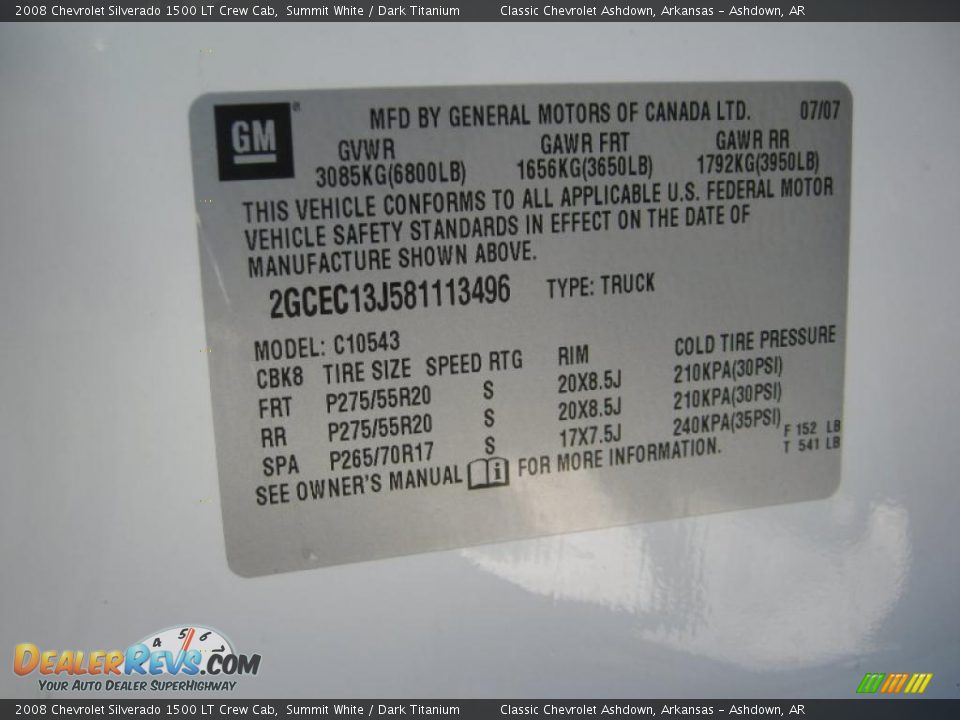 2008 Chevrolet Silverado 1500 LT Crew Cab, Summit White / Dark Titanium Classic Chevrolet Ashdown, Arkansas - Ashdown, AR
GM®
MFD BY GENERAL MOTORS OF CANADA LTD. 07/07
GVWR GAWR FRT GAWR RR
3085KG(6800LB) 1656KG(3650LB) 1792KG(3950LB)
THIS VEHICLE CONFORMS TO ALL APPLICABLE U.S. FEDERAL MOTOR
VEHICLE SAFETY STANDARDS IN EFFECT ON THE DATE OF
MANUFACTURE SHOWN ABOVE.
2GCEC13J581113496 TYPE: TRUCK
MODEL: C10543
CBK8 TIRE SIZE SPEED RTG RIM COLD TIRE PRESSURE
FRT P275/55R20 S 20X8.5J 210KPA(30PSI)
RR P275/55R20 S 20X8.5J 210KPA(30PSI)
SPA P265/70R17 S 17X7.5J 240KPA(35PSI)
F 152 LB
T 541 LB
SEE OWNER'S MANUAL i FOR MORE INFORMATION.
4 5 6
DEALERREVS.COM
YOUR AUTO DEALER SUPERHIGHWAY
2008 Chevrolet Silverado 1500 LT Crew Cab, Summit White / Dark Titanium Classic Chevrolet Ashdown, Arkansas - Ashdown, AR